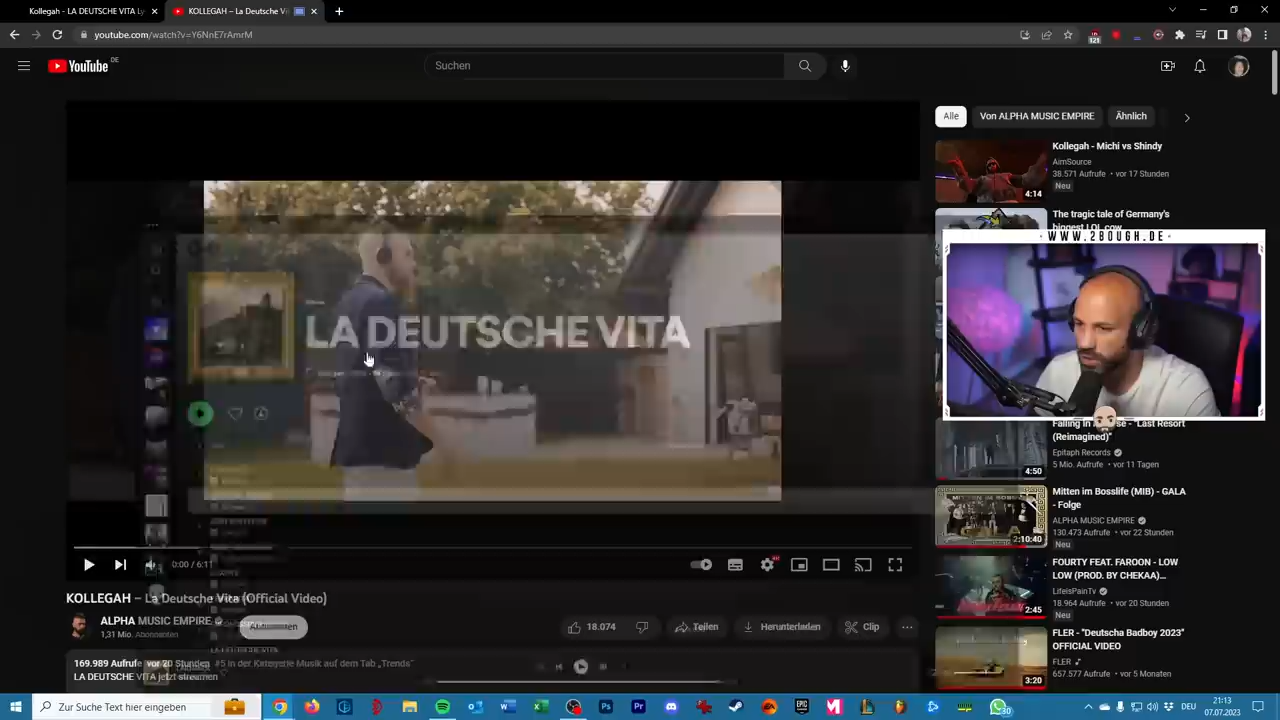 Kollegah - LA DEUTSCHE VITA Ly
KOLLEGAH – La Deutsche Vi
youtube.com/watch?v=Y6NnE7rAmrM
121
YouTube DE
Suchen
Alle
Von ALPHA MUSIC EMPIRE
Ähnlich
Kollegah - Michi vs Shindy
AimSource
38.571 Aufrufe • vor 17 Stunden
Neu
4:14
The tragic tale of Germany's
biggest LOL cow
·WWW.2BOUGH.DE·
LA DEUTSCHE VITA
"Last Resort
(Reimagined)"
Epitaph Records
5 Mio. Aufrufe • vor 11 Tagen
4:50
Mitten im Bosslife (MIB) - GALA
- Folge
ALPHA MUSIC EMPIRE
130.473 Aufrufe • vor 22 Stunden
Neu
2:10:40
0:00 / 6:11
FOURTY FEAT. FAROON - LOW
LOW (PROD. BY CHEKAA)...
LifeisPainTv
18.964 Aufrufe • vor 20 Stunden
Neu
2:45
KOLLEGAH – La Deutsche Vita (Official Video)
ALPHA MUSIC EMPIRE
1,31 Mio. Abonnenten
18.074
Teilen
Herunterladen
Clip
FLER - "Deutscha Badboy 2023"
OFFICIAL VIDEO
FLER
657.577 Aufrufe • vor 5 Monaten
3:20
169.989 Aufrufe vor 20 Stunden #5 in der Kategorie Musik auf dem Tab „Trends"
LA DEUTSCHE VITA jetzt streamen
Zur Suche Text hier eingeben
30
21:13
07.07.2023